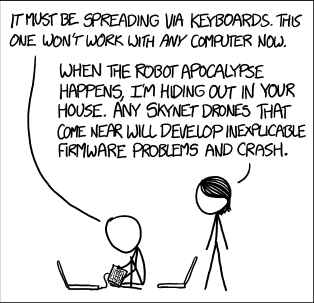 IT MUST BE SPREADING VIA KEYBOARDS. THIS
ONE WON'T WORK WITH ANY COMPUTER NOW.
WHEN THE ROBOT APOCALYPSE
HAPPENS, I'M HIDING OUT IN YOUR
HOUSE. ANY SKYNET DRONES THAT
COME NEAR WILL DEVELOP INEXPLICABLE
FIRMWARE PROBLEMS AND CRASH.